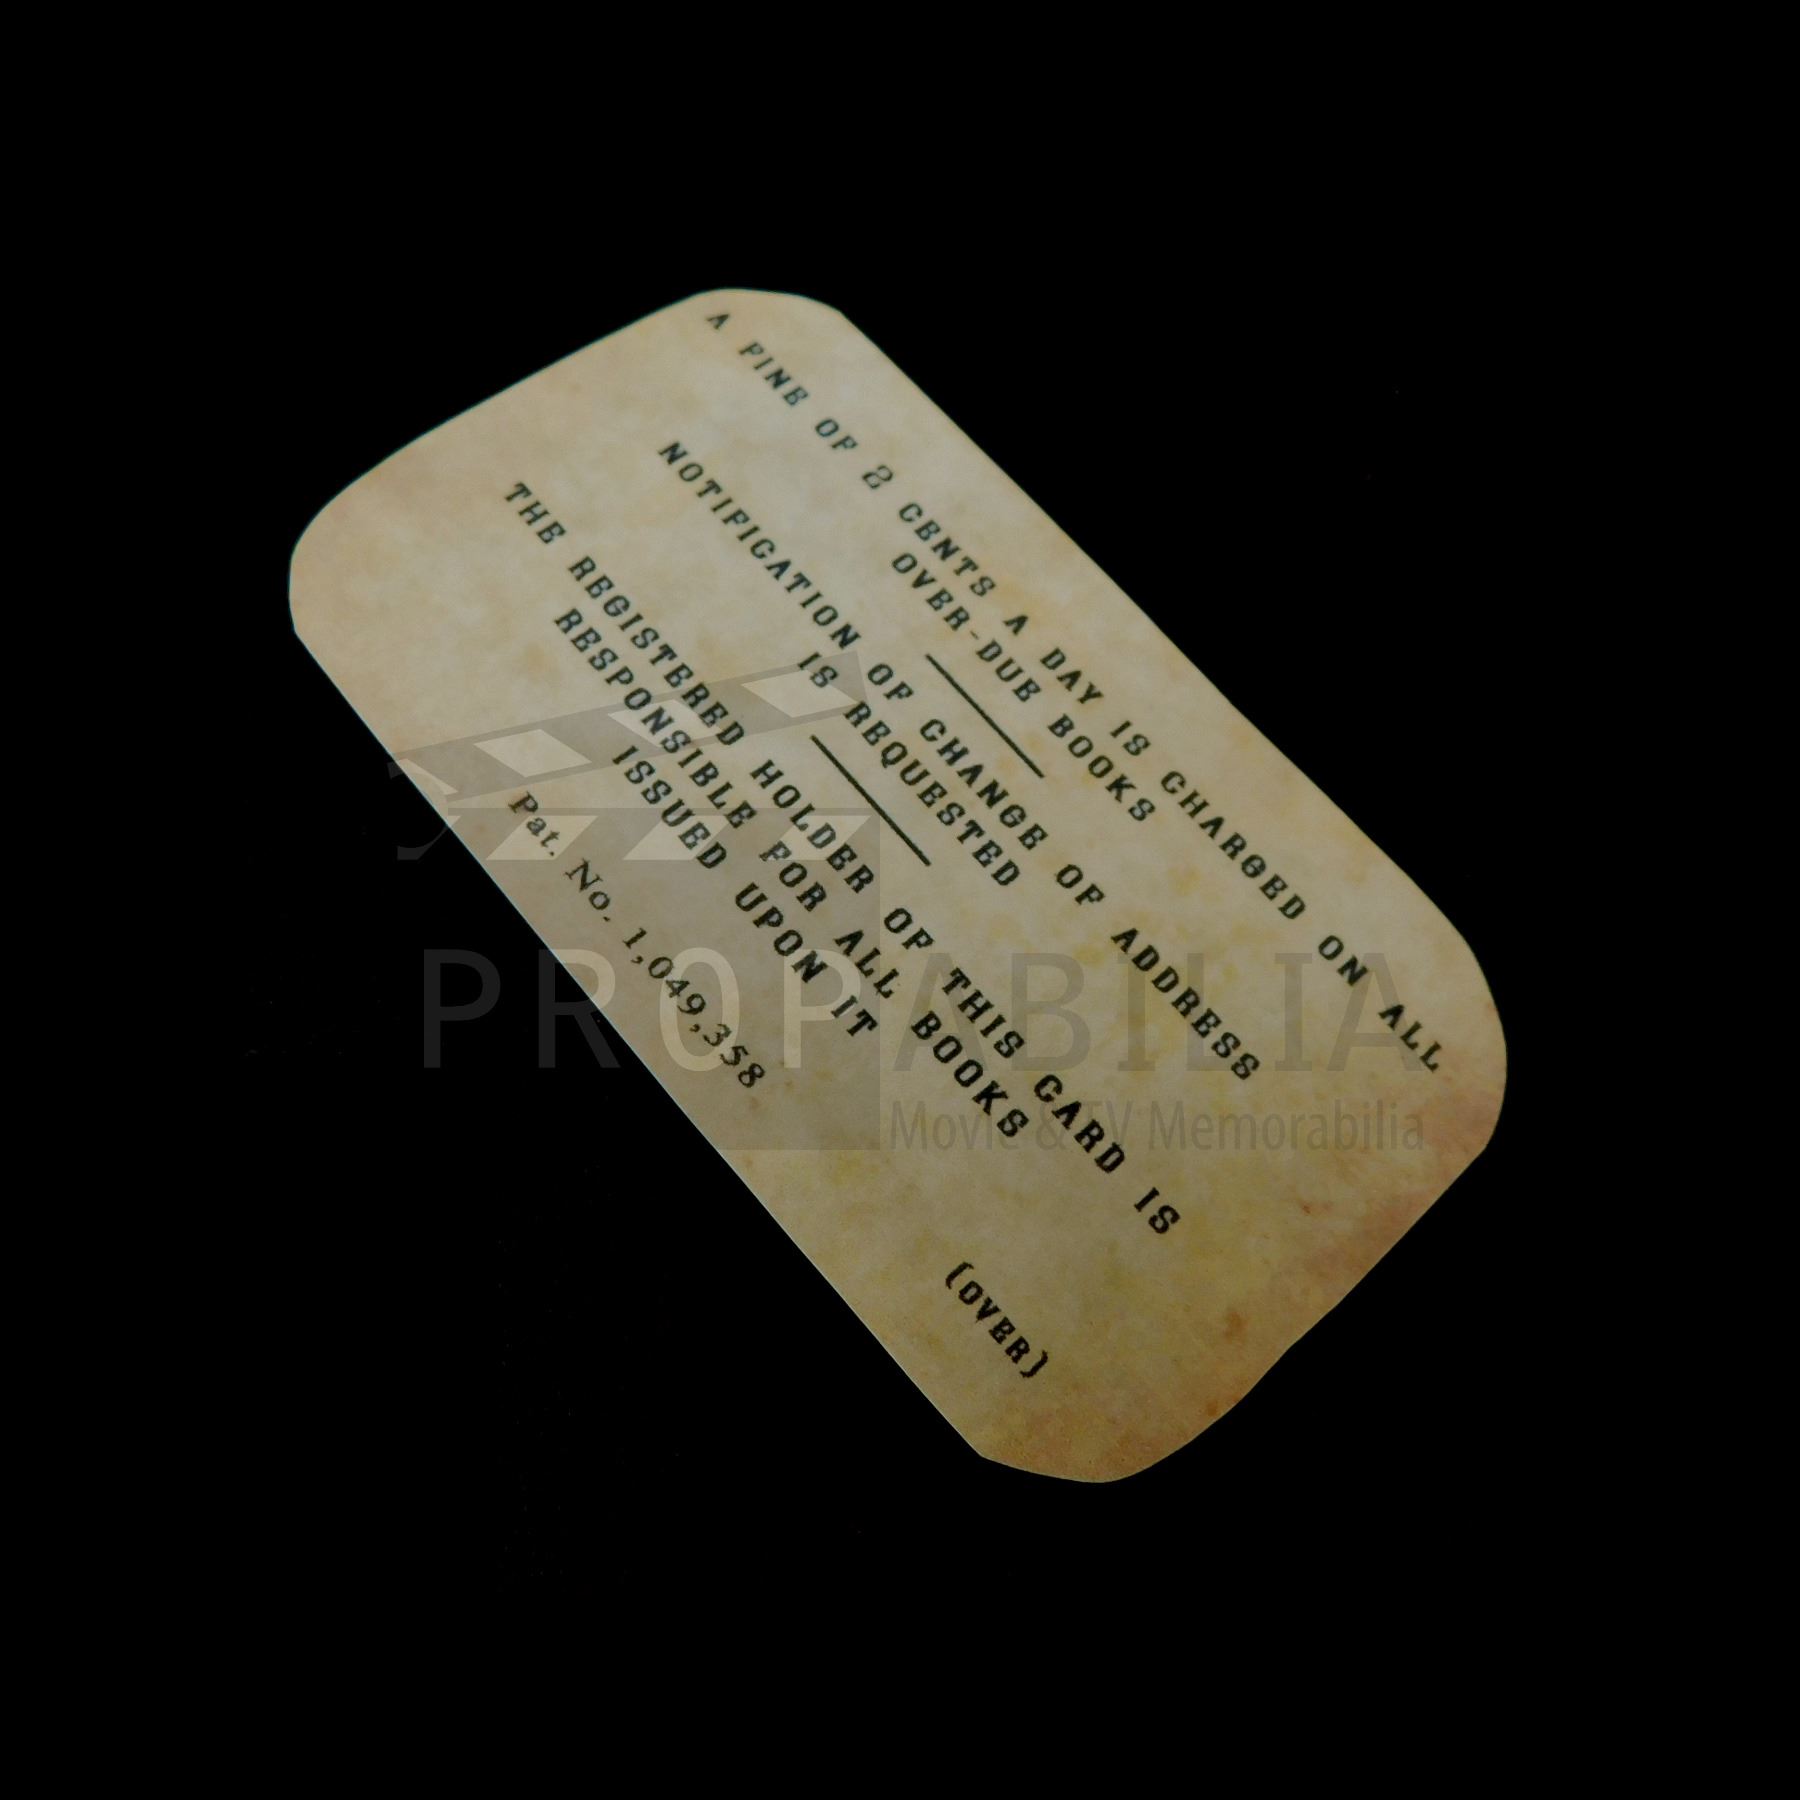 A FINE OF 2 CENTS A DAY IS CHARGED ON ALL
OVER-DUE BOOKS
NOTIFICATION OF CHANGE OF ADDRESS
IS REQUESTED
THE REGISTERED HOLDER OF THIS CARD IS
RESPONSIBLE FOR ALL BOOKS
ISSUED UPON IT
Pat. No. 1,049,358
(OVER)
PROPABILIA
Movie & TV Memorabilia